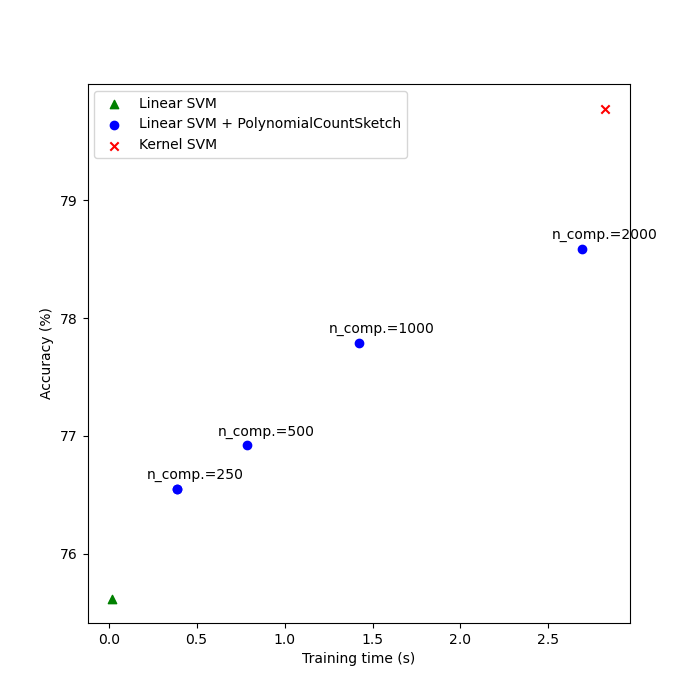 Linear SVM
Linear SVM + PolynomialCountSketch
Kernel SVM
79
n_comp.=2000
78
n_comp.=1000
77
n_comp.=500
n_comp.=250
76
Accuracy (%)
0.0 0.5 1.0 1.5 2.0 2.5
Training time (s)